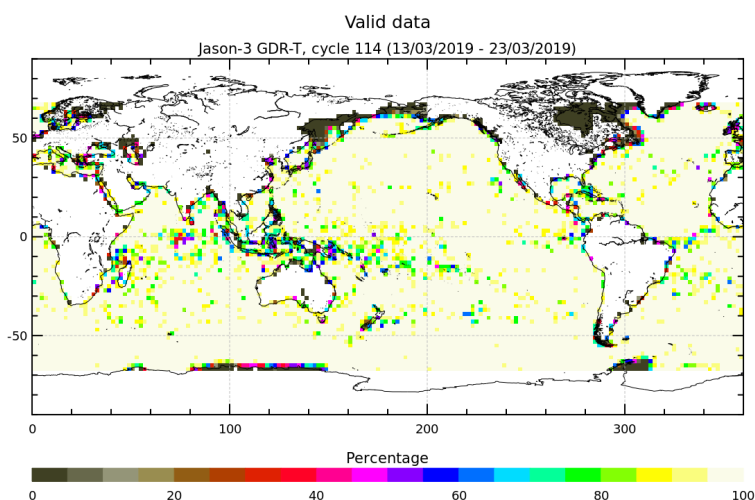 Valid data
Jason-3 GDR-T, cycle 114 (13/03/2019 - 23/03/2019)
50
0
-50
0 100 200 300
Percentage
0 20 40 60 80 100